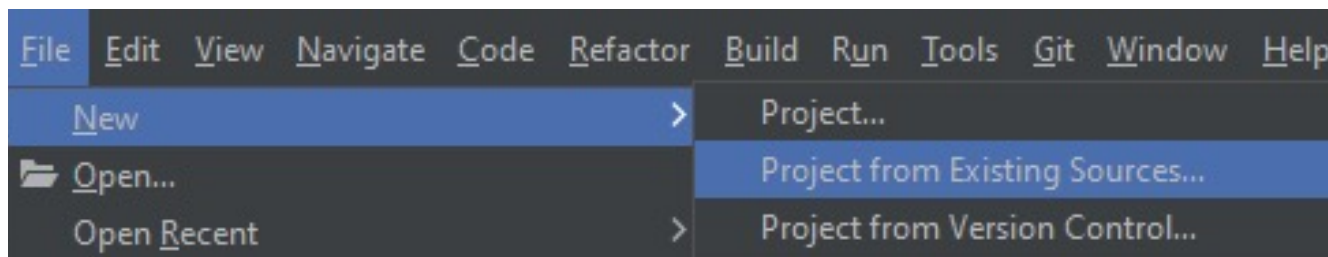 File Edit View Navigate Code Refactor Build Run Tools Git Window Help
New
Project...
Open...
Project from Existing Sources...
Open Recent
Project from Version Control...